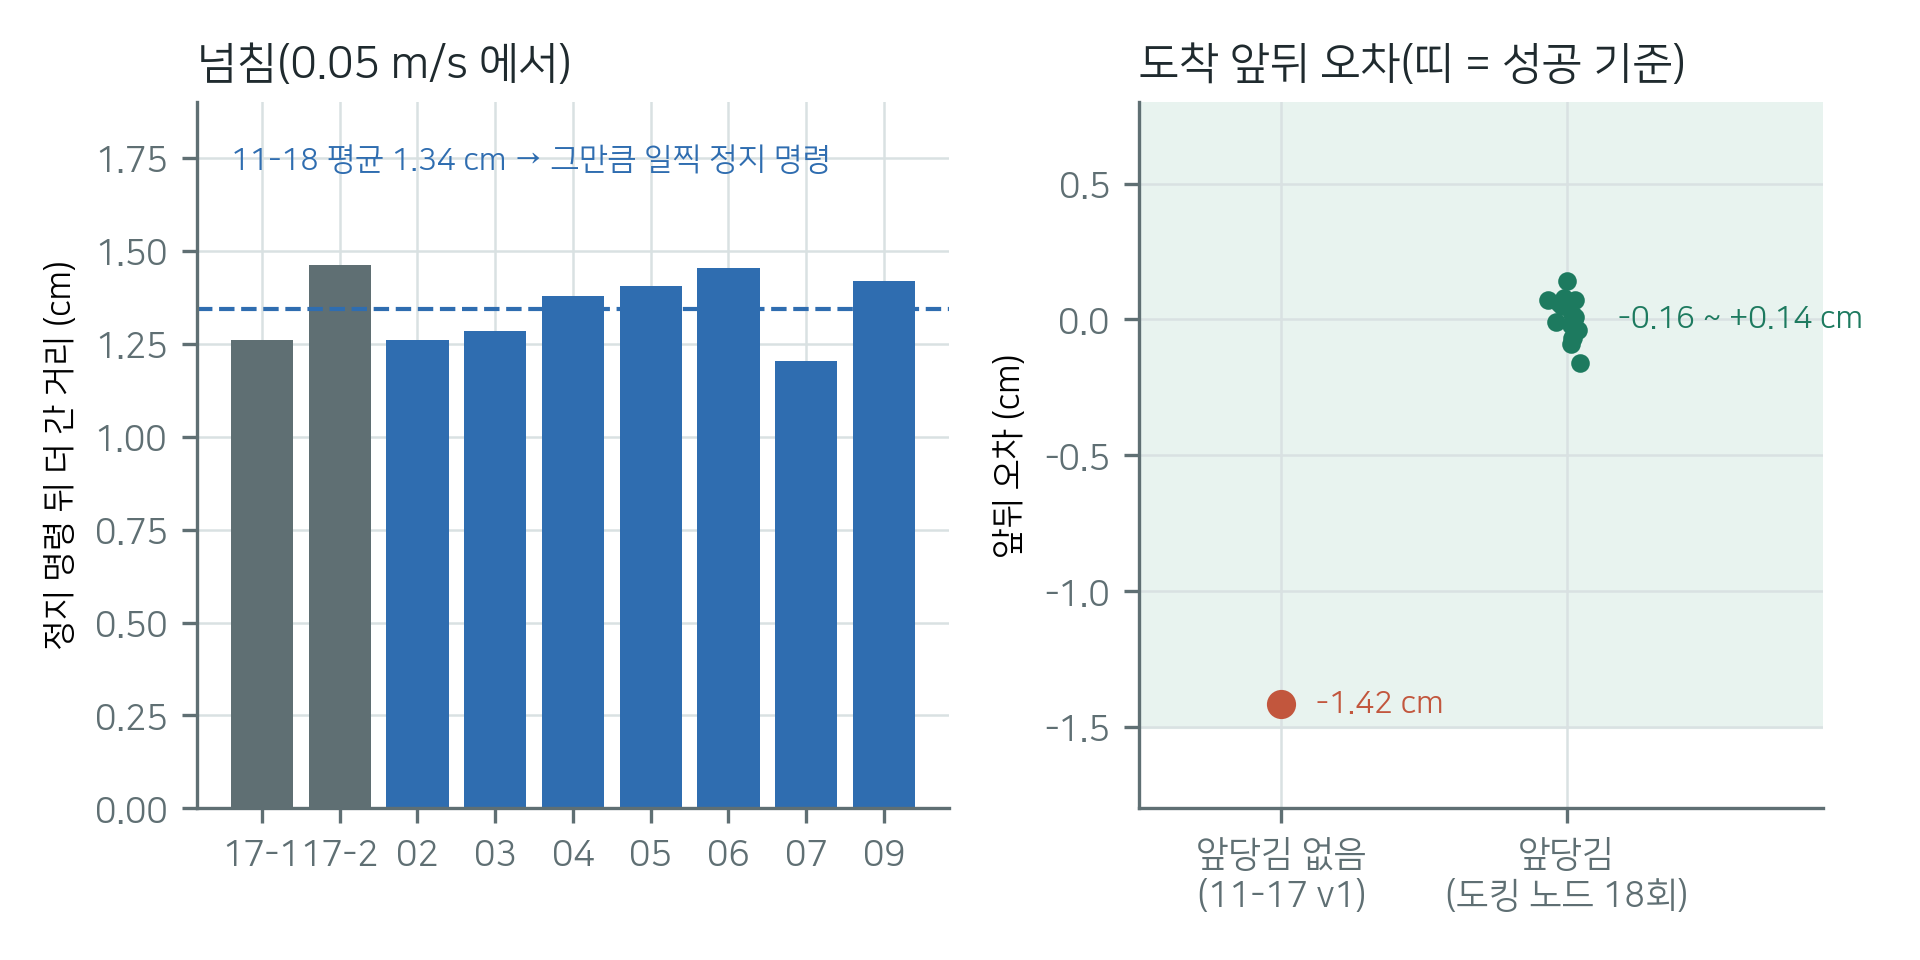 넘침(0.05 m/s 에서)
정지 명령 뒤 더 간 거리 (cm)
1.75
1.50
1.25
1.00
0.75
0.50
0.25
0.00
11-18 평균 1.34 cm → 그만큼 일찍 정지 명령
17-1 17-2 02 03 04 05 06 07 09
도착 앞뒤 오차(띠 = 성공 기준)
앞뒤 오차 (cm)
0.5
0.0
-0.5
-1.0
-1.5
-0.16 ~ +0.14 cm
-1.42 cm
앞당김 없음
(11-17 v1)
앞당김
(도킹 노드 18회)